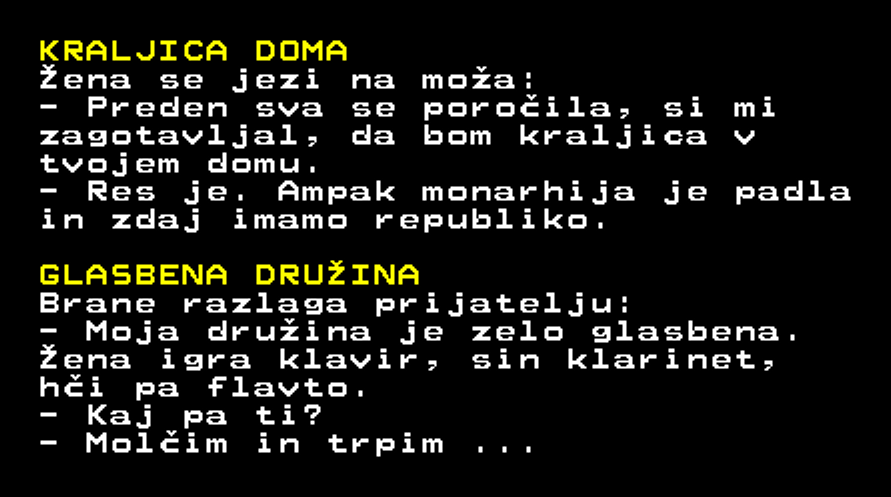 KRALJICA DOMA
Žena se jezi na moža:
- Preden sva se poročila, si mi
zagotavljal, da bom kraljica v
tvojem domu.
- Res je. Ampak monarhija je padla
in zdaj imamo republiko.
GLASBENA DRUŽINA
Brane razlaga prijatelju:
- Moja družina je zelo glasbena.
Žena igra klavir, sin klarinet,
hči pa flavto.
- Kaj pa ti?
- Molčim in trpim ...